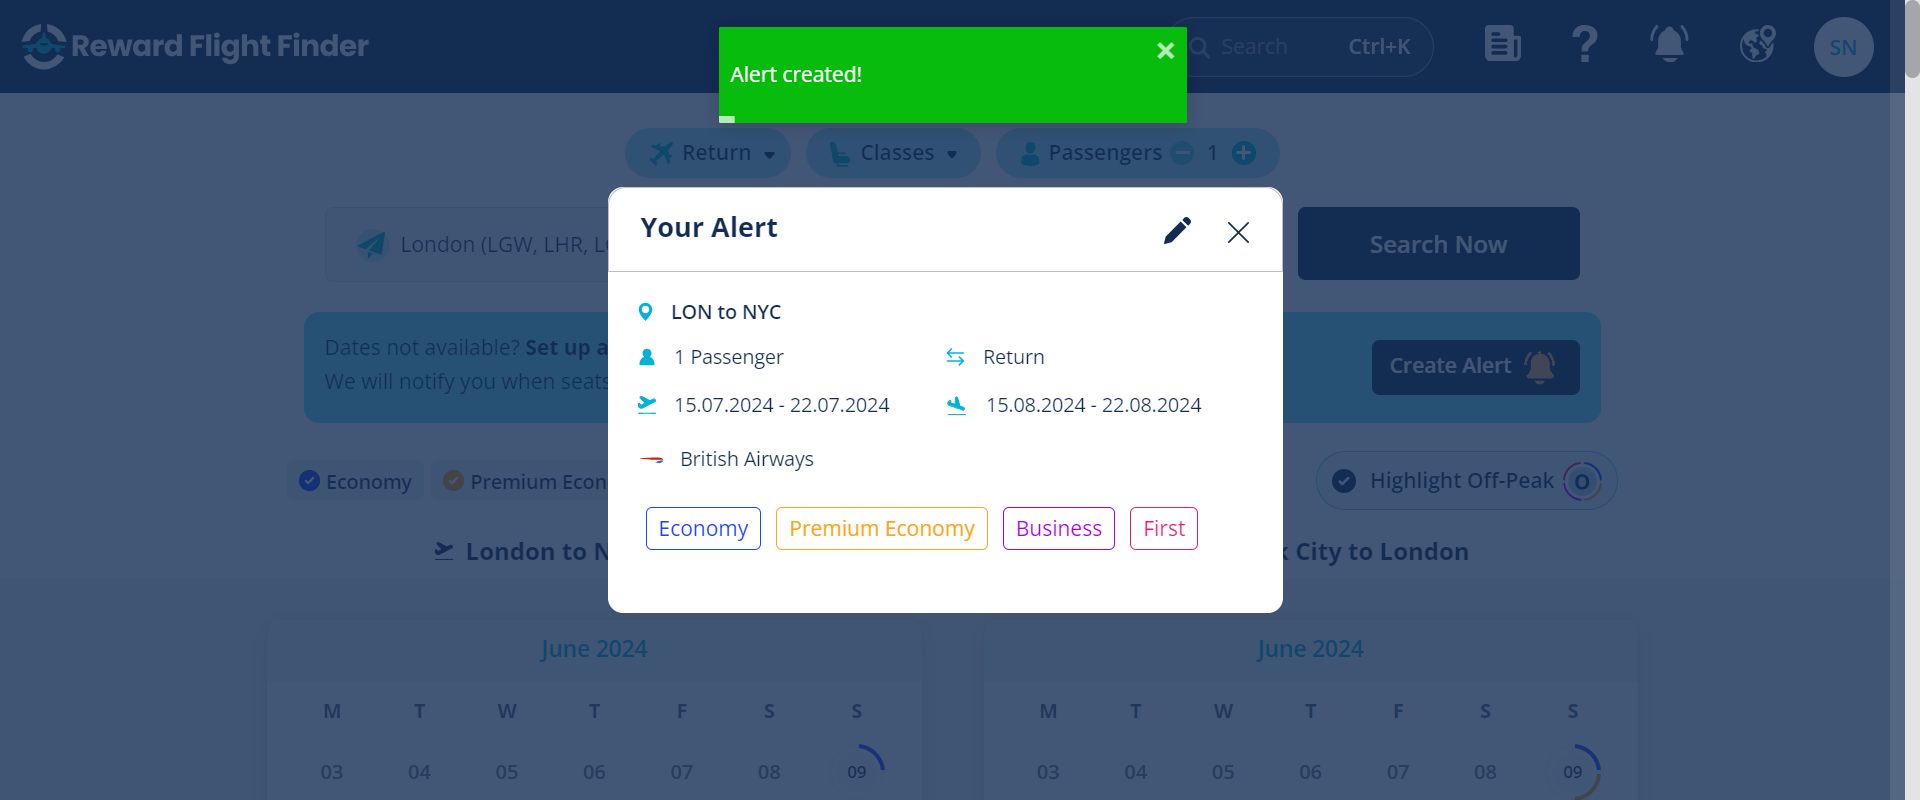 Reward Flight Finder
Search Ctrl+K
SN
Alert created!
Return
Classes
Passengers 1
London (LGW, LHR,
Search Now
Your Alert
LON to NYC
1 Passenger
Return
15.07.2024 - 22.07.2024
15.08.2024 - 22.08.2024
British Airways
Economy
Premium Economy
Business
First
Dates not available? Set up a
We will notify you when seats
Create Alert
Economy
Premium Econ
Highlight Off-Peak O
London to N
City to London
June 2024
M T W T F S S
03 04 05 06 07 08 09
June 2024
M T W T F S S
03 04 05 06 07 08 09